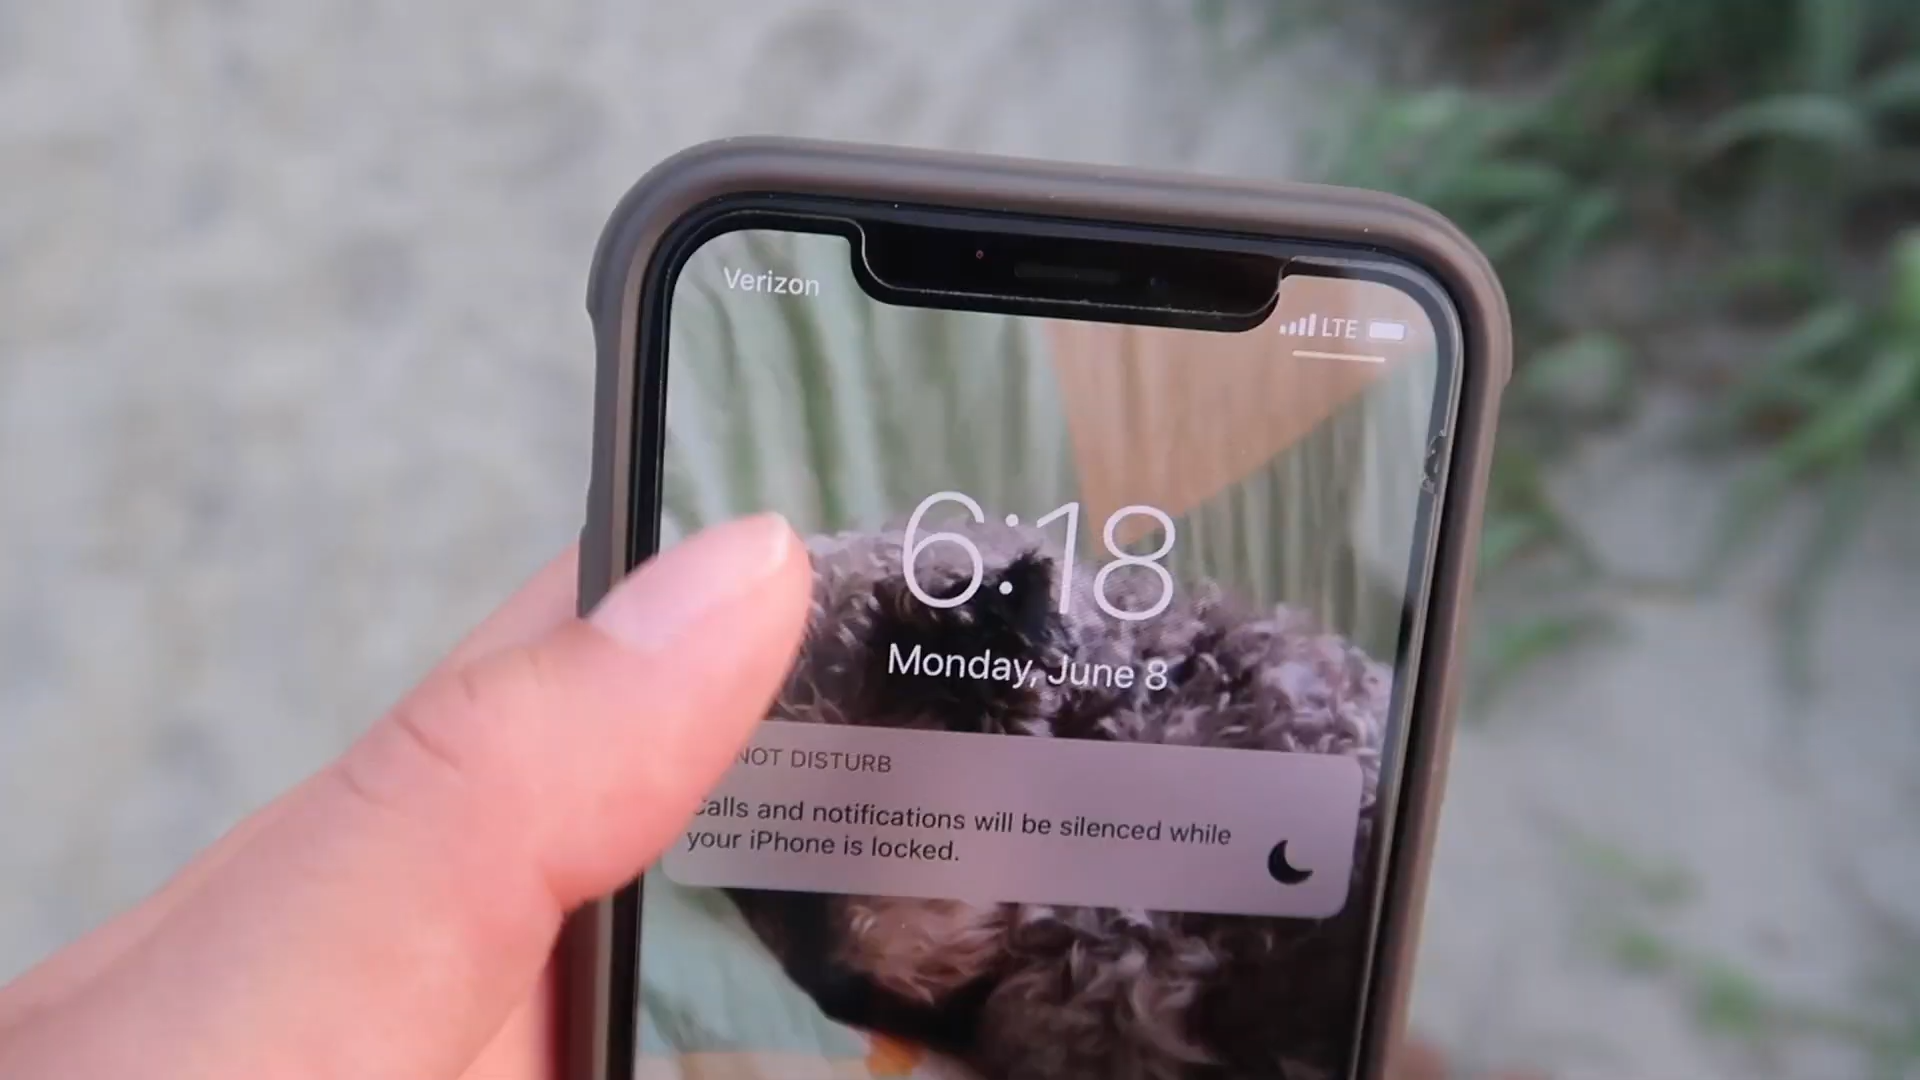 Verizon
LTE
6:18
Monday, June 8
NOT DISTURB
Calls and notifications will be silenced while
your iPhone is locked.